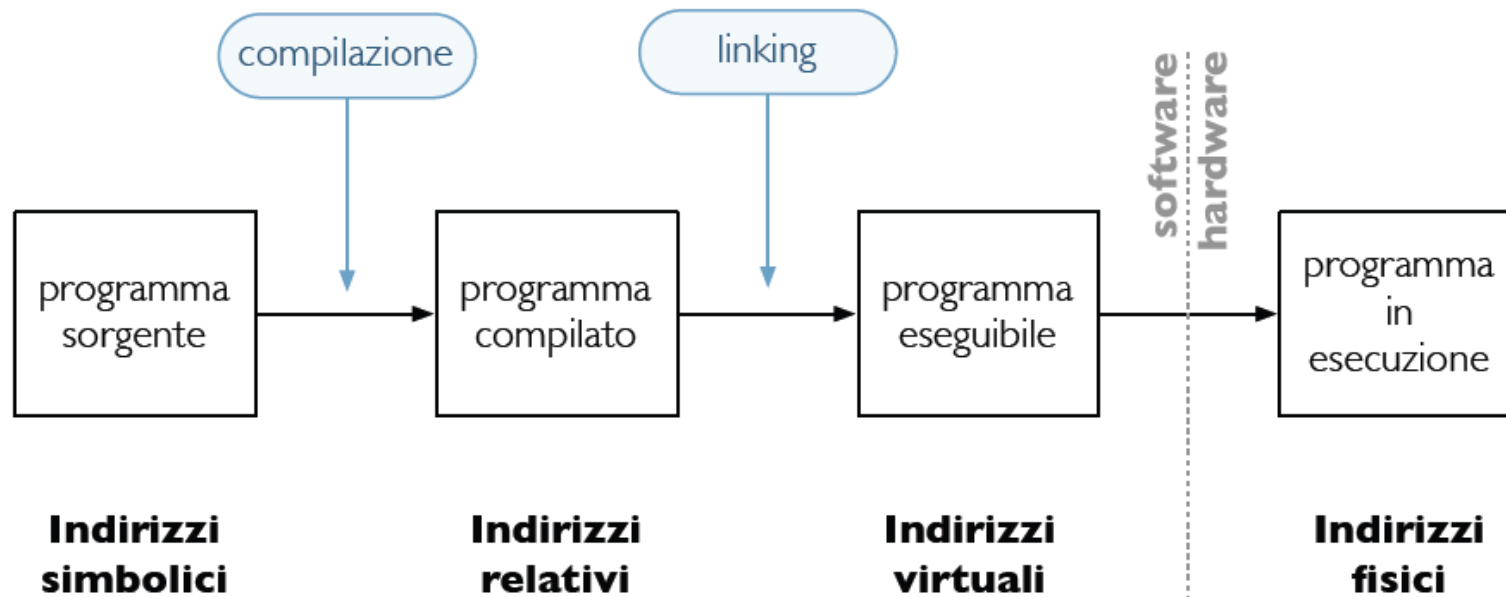 compilazione
linking
software
hardware
programma
sorgente
programma
compilato
programma
eseguibile
programma
in
esecuzione
Indirizzi
simbolici
Indirizzi
relativi
Indirizzi
virtuali
Indirizzi
fisici